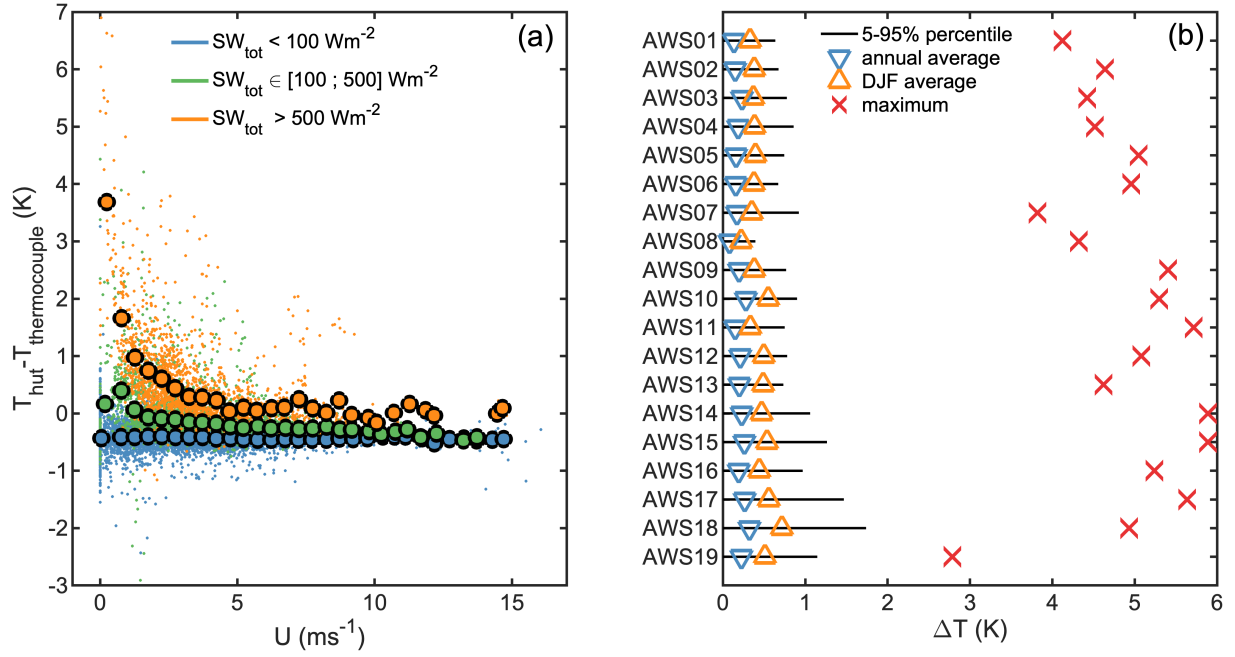 (a)
SWtot < 100 Wm-2
SWtot ∈ [100 ; 500] Wm-2
SWtot > 500 Wm-2
Thut-Tthermocouple (K)
7
6
5
4
3
2
1
0
-1
-2
-3
0 5 10 15
U (ms-1)
(b)
5-95% percentile
annual average
DJF average
maximum
AWS01
AWS02
AWS03
AWS04
AWS05
AWS06
AWS07
AWS08
AWS09
AWS10
AWS11
AWS12
AWS13
AWS14
AWS15
AWS16
AWS17
AWS18
AWS19
0 1 2 3 4 5 6
ΔT (K)